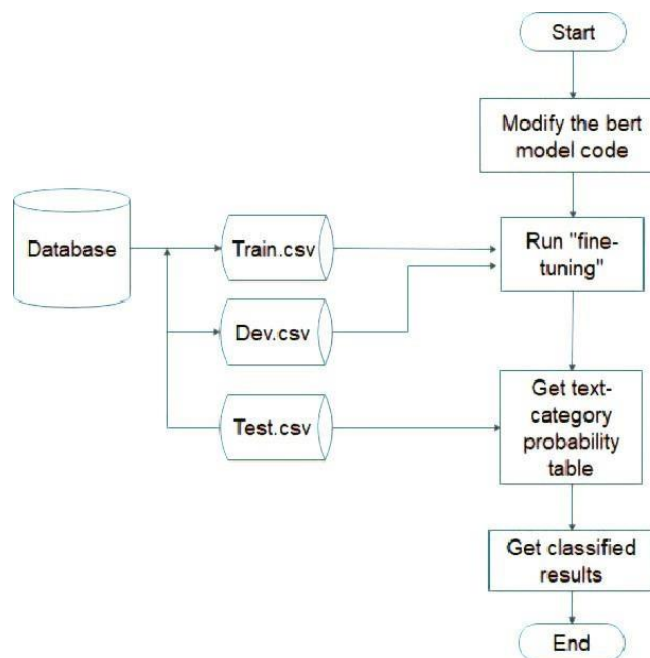 Start
Modify the bert
model code
Database
Train.csv
Run "fine-
tuning"
Dev.csv
Get text-
category
probability
table
Test.csv
Get classified
results
End